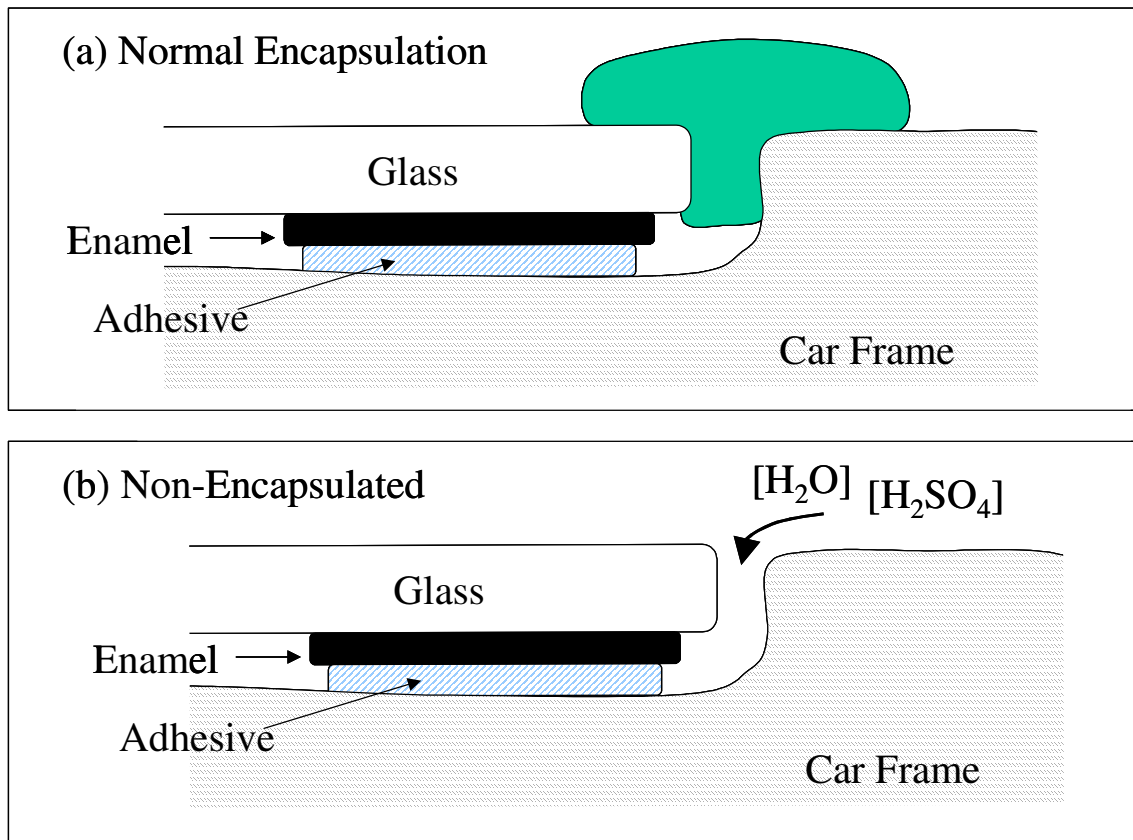 (a) Normal Encapsulation
Glass
Enamel
Adhesive
Car Frame
(b) Non-Encapsulated
[H₂O] [H₂SO₄]
Glass
Enamel
Adhesive
Car Frame